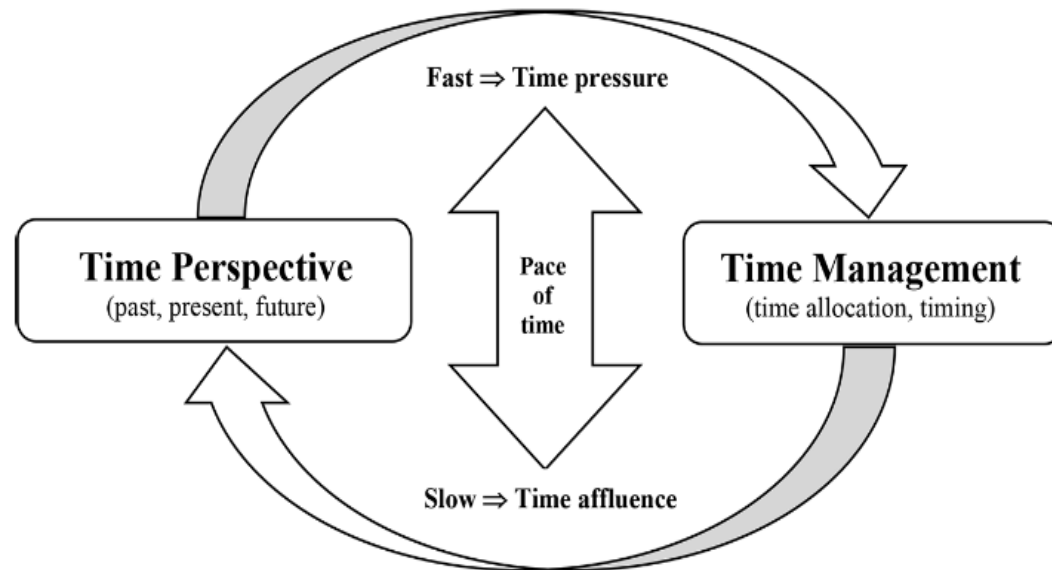 Fast ⇒ Time pressure
Time Perspective
(past, present, future)
Pace
of
time
Time Management
(time allocation, timing)
Slow ⇒ Time affluence